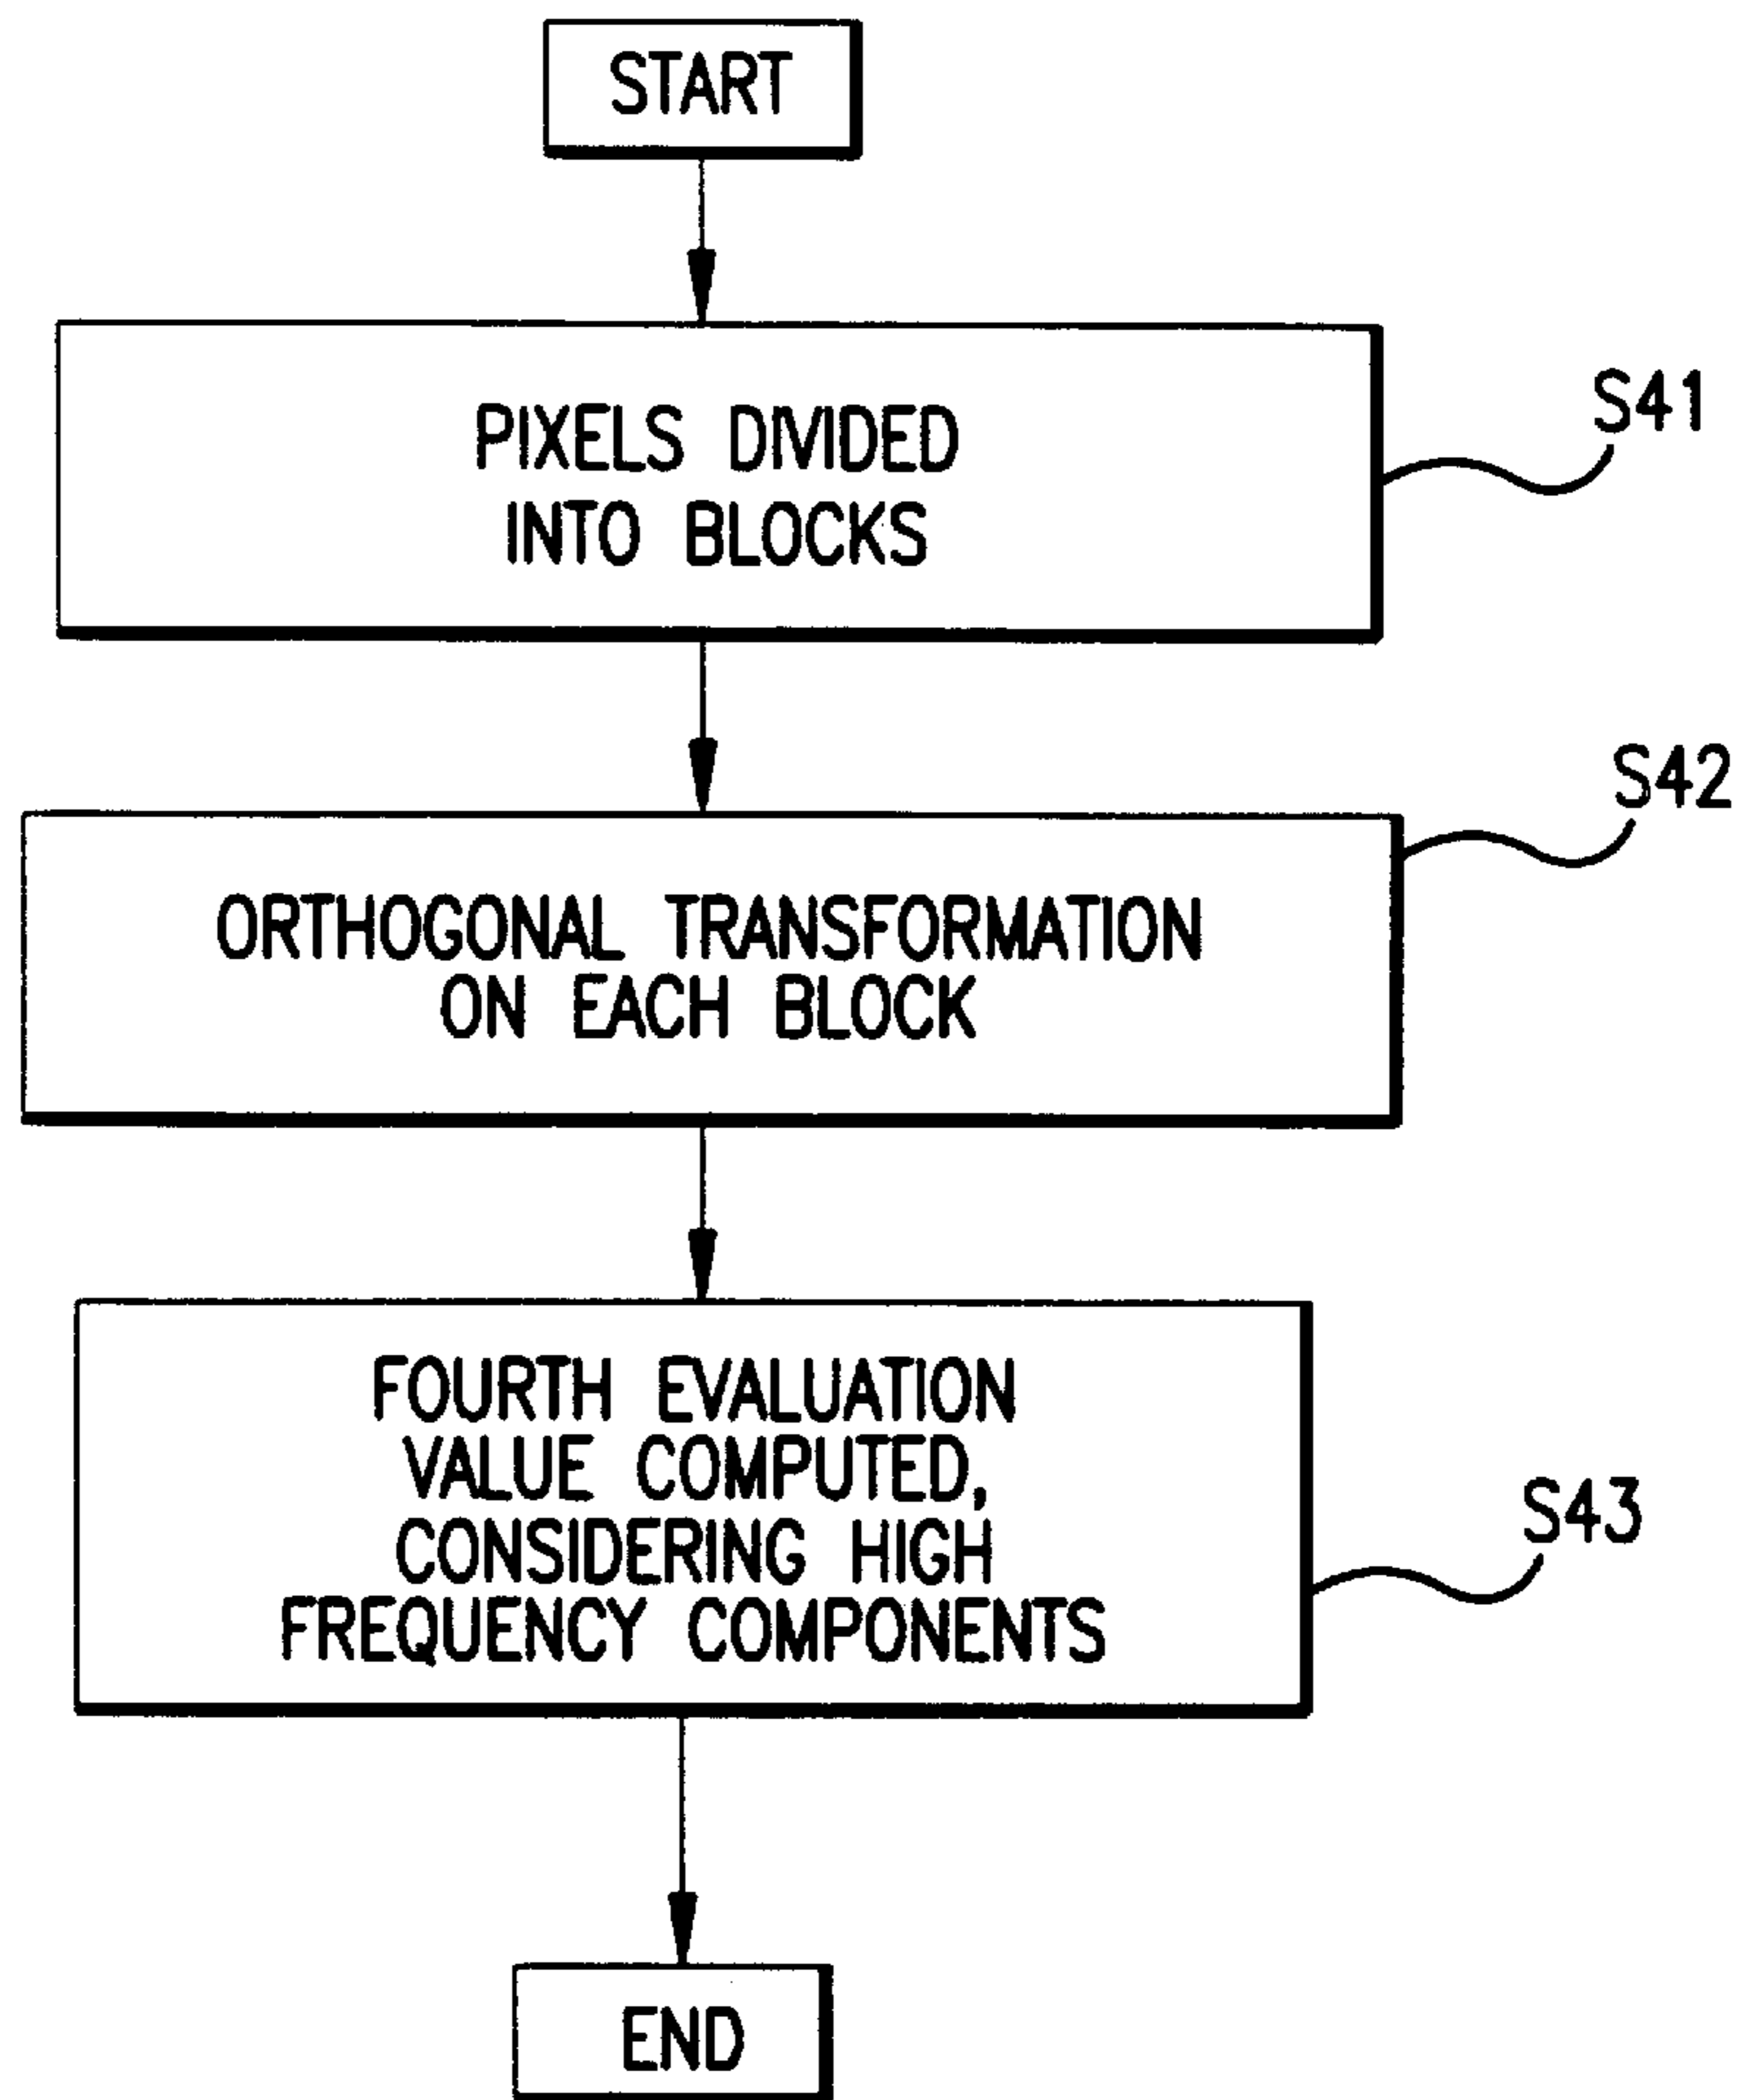 START
PIXELS DIVIDED
INTO BLOCKS
S41
ORTHOGONAL TRANSFORMATION
ON EACH BLOCK
S42
FOURTH EVALUATION
VALUE COMPUTED,
CONSIDERING HIGH
FREQUENCY COMPONENTS
S43
END